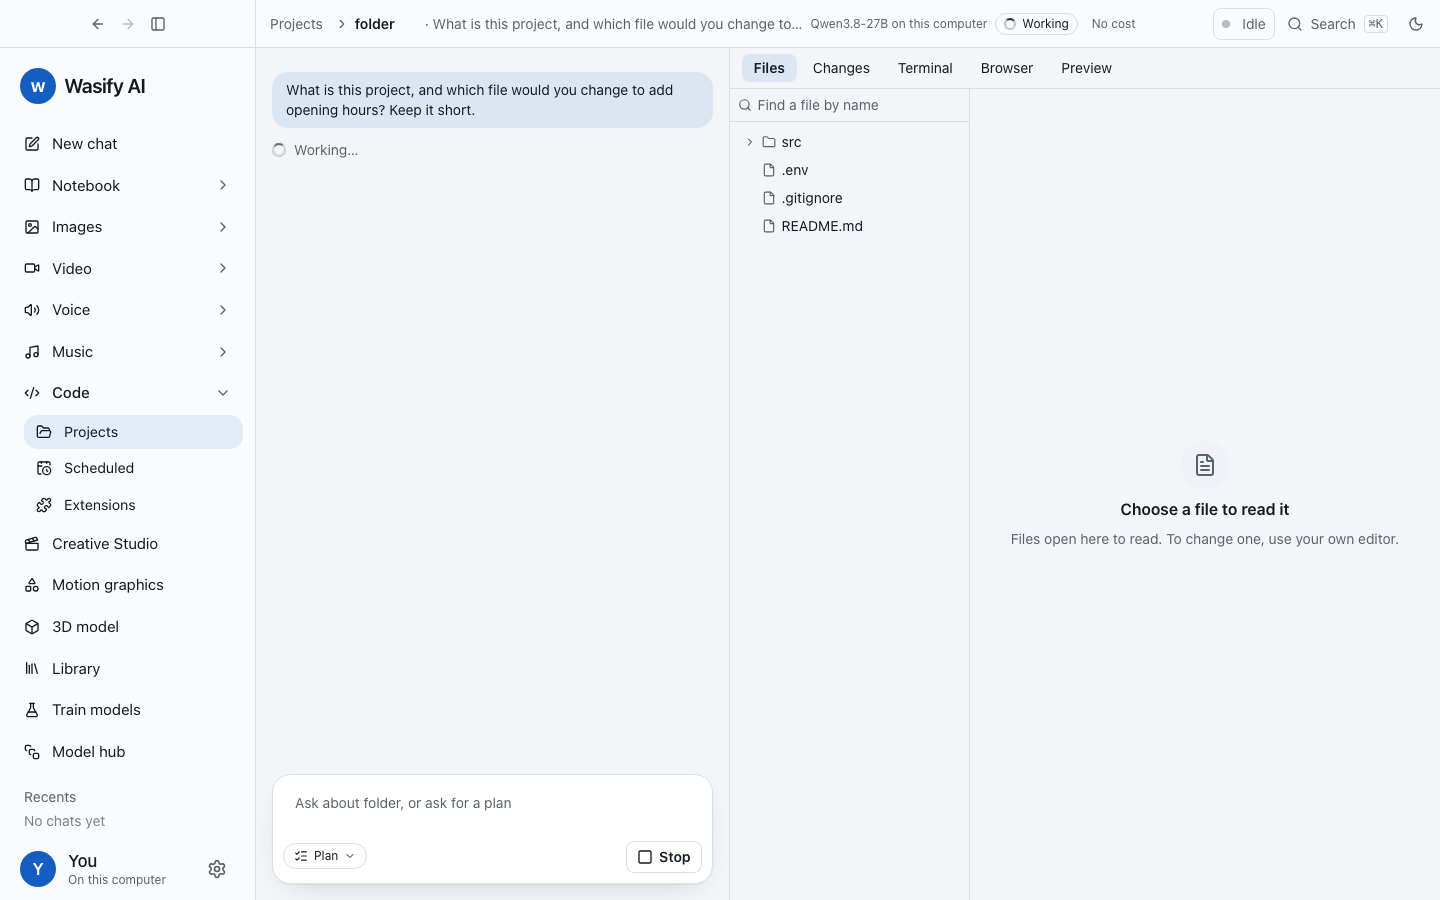 Projects
folder
· What is this project, and which file would you change to...
Qwen3.8-27B on this computer
Working
No cost
Idle
Search
⌘K
W
Wasify AI
New chat
Notebook
Images
Video
Voice
Music
Code
Projects
Scheduled
Extensions
Creative Studio
Motion graphics
3D model
Library
Train models
Model hub
Recents
No chats yet
Y
You
On this computer
What is this project, and which file would you change to add
opening hours? Keep it short.
Working...
Ask about folder, or ask for a plan
Plan
Stop
Files
Changes
Terminal
Browser
Preview
Find a file by name
src
.env
.gitignore
README.md
Choose a file to read it
Files open here to read. To change one, use your own editor.